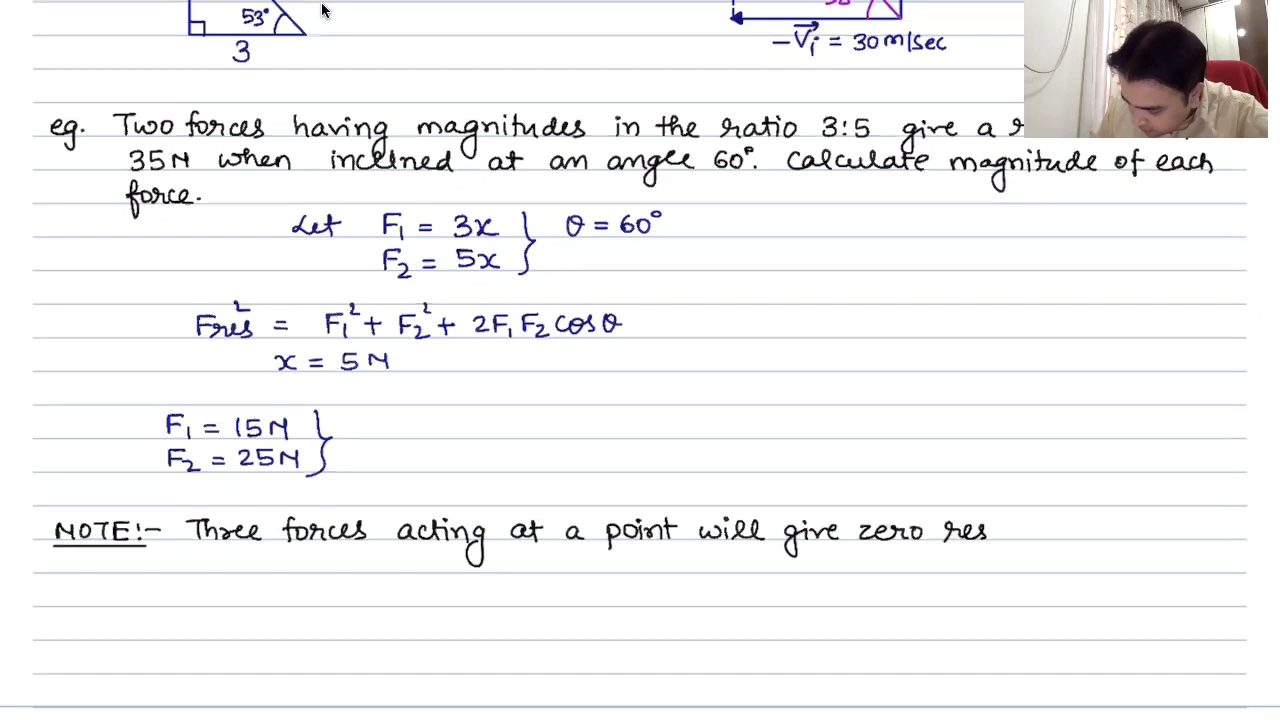 53°
3
-V⃗i = 30 m/sec
eg. Two forces having magnitudes in the ratio 3:5 give a
35N when inclined at an angle 60°. Calculate magnitude of each
force.
Let F₁ = 3x } θ = 60°
F₂ = 5x
Fres² = F₁² + F₂² + 2F₁F₂ cosθ
x = 5N
F₁ = 15N }
F₂ = 25N
NOTE:- Three forces acting at a point will give zero res